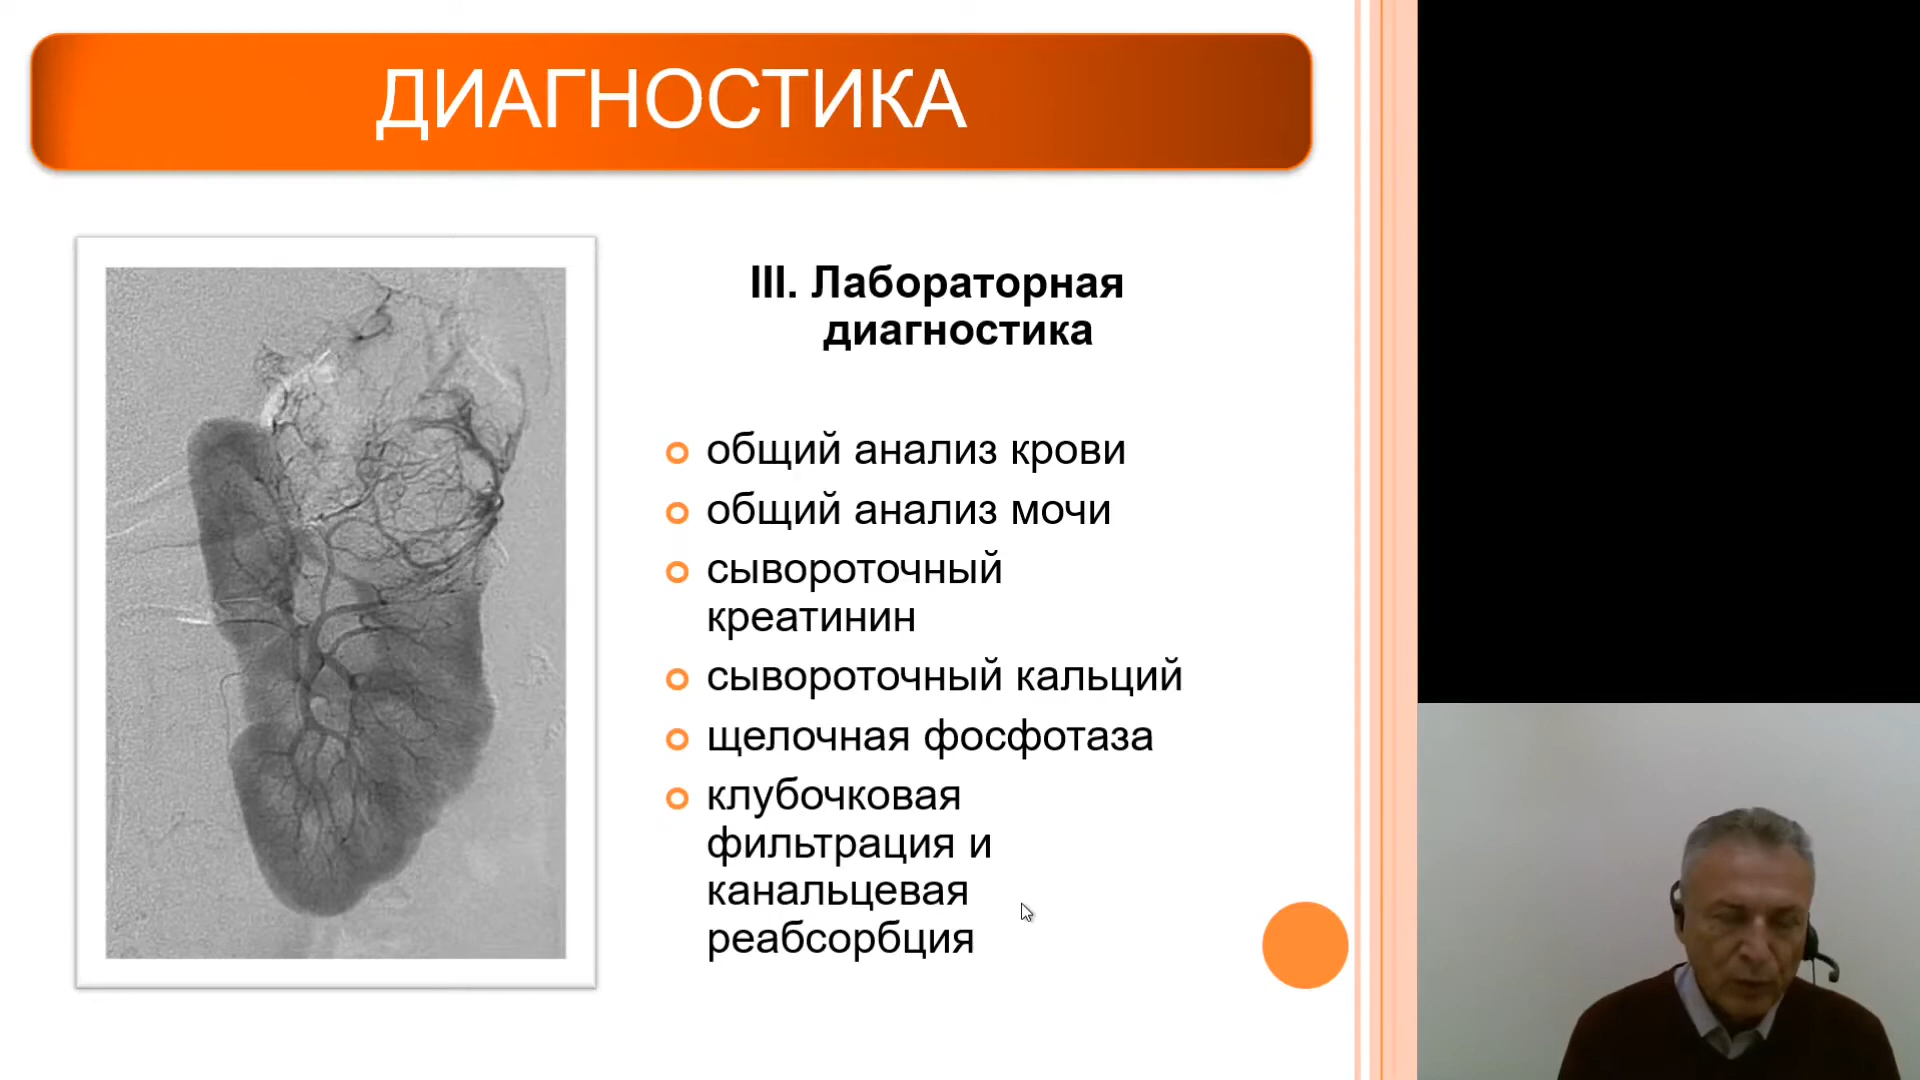 ДИАГНОСТИКА
III. Лабораторная
диагностика
общий анализ крови
общий анализ мочи
сывороточный
креатинин
сывороточный кальций
щелочная фосфотаза
клубочковая
фильтрация и
канальцевая
реабсорбция